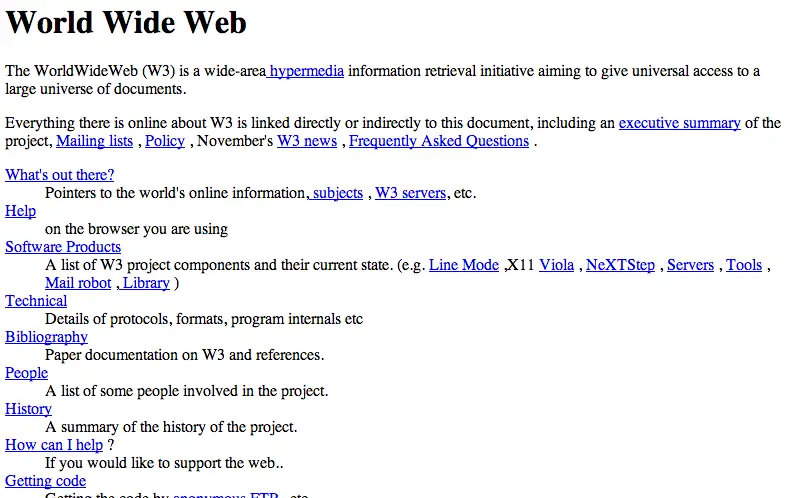 World Wide Web
The WorldWideWeb (W3) is a wide-area hypermedia information retrieval initiative aiming to give universal access to a
large universe of documents.
Everything there is online about W3 is linked directly or indirectly to this document, including an executive summary of the
project, Mailing lists , Policy , November's W3 news , Frequently Asked Questions .
What's out there?
Pointers to the world's online information, subjects , W3 servers, etc.
Help
on the browser you are using
Software Products
A list of W3 project components and their current state. (e.g. Line Mode ,X11 Viola , NeXTStep , Servers , Tools ,
Mail robot , Library )
Technical
Details of protocols, formats, program internals etc
Bibliography
Paper documentation on W3 and references.
People
A list of some people involved in the project.
History
A summary of the history of the project.
How can I help ?
If you would like to support the web..
Getting code
Getting the code by anonymous FTP , etc.